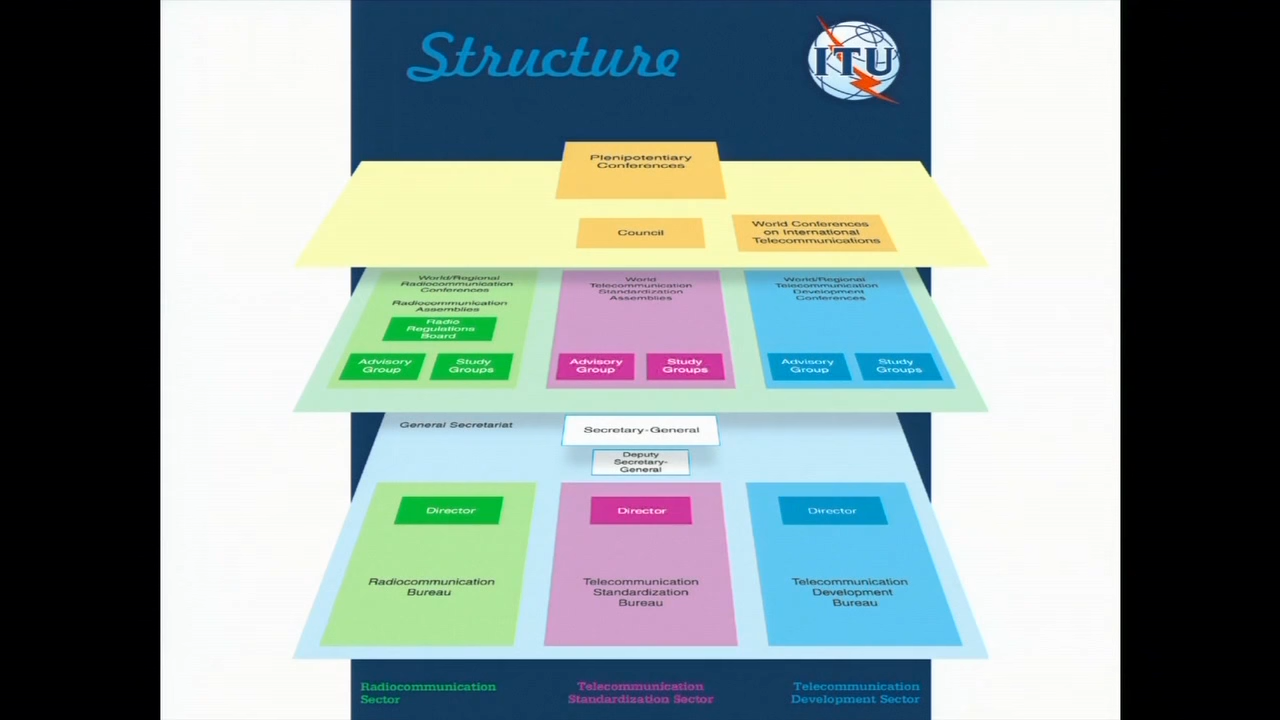 Structure
ITU
Plenipotentiary
Conferences
Council
World Conferences
on International
Telecommunications
World/Regional
Radiocommunication
Conferences
Radiocommunication
Assemblies
Radio
Regulations
Board
Advisory
Group
Study
Groups
World
Telecommunication
Standardization
Assemblies
Advisory
Group
Study
Groups
World/Regional
Telecommunication
Development
Conferences
Advisory
Group
Study
Groups
General Secretariat
Secretary-General
Deputy
Secretary-
General
Director
Radiocommunication
Bureau
Director
Telecommunication
Standardization
Bureau
Director
Telecommunication
Development
Bureau
Radiocommunication
Sector
Telecommunication
Standardization Sector
Telecommunication
Development Sector